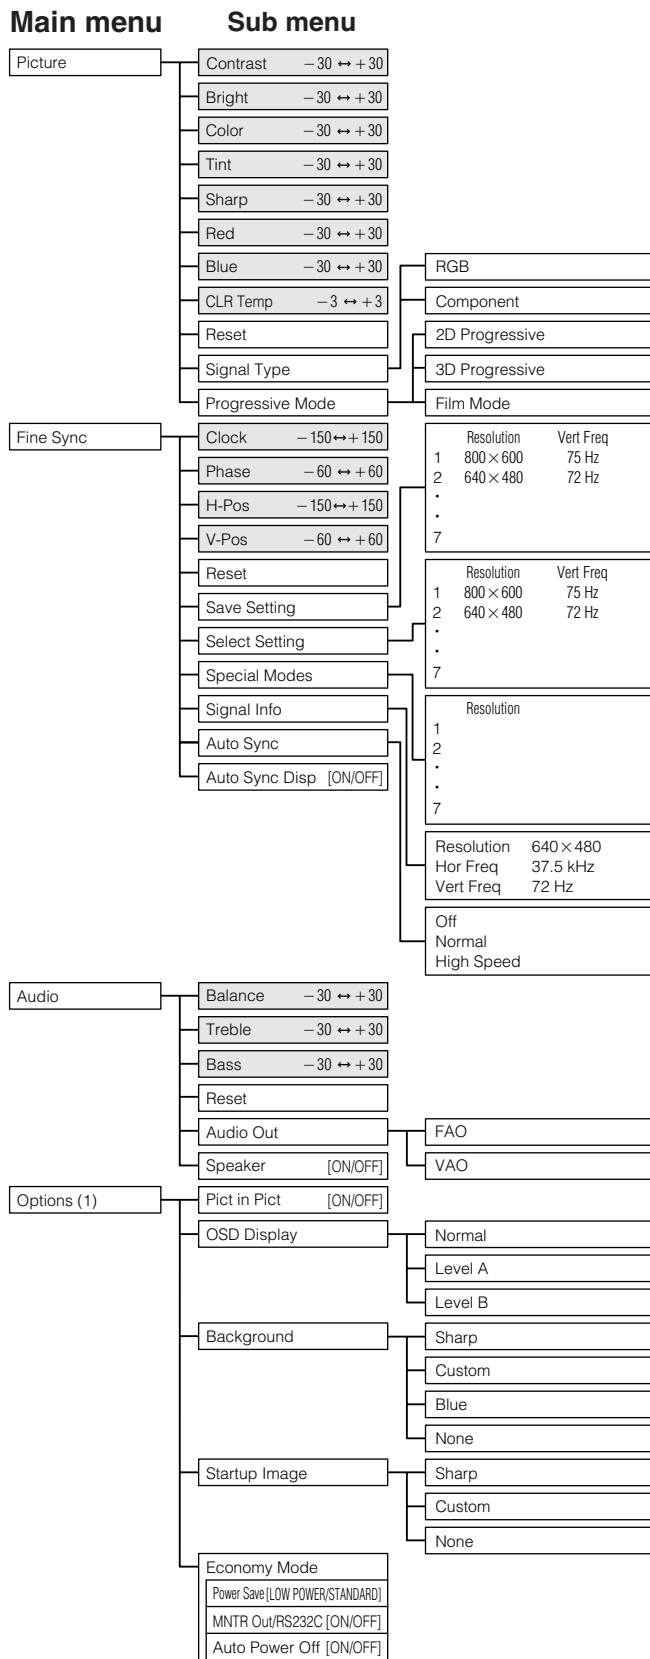 Main menu Sub menu
Picture
Contrast −30 ↔ +30
Bright −30 ↔ +30
Color −30 ↔ +30
Tint −30 ↔ +30
Sharp −30 ↔ +30
Red −30 ↔ +30
Blue −30 ↔ +30
CLR Temp −3 ↔ +3
Reset
Signal Type
Progressive Mode
RGB
Component
2D Progressive
3D Progressive
Film Mode
Fine Sync
Clock −150 ↔ +150
Phase −60 ↔ +60
H-Pos −150 ↔ +150
V-Pos −60 ↔ +60
Reset
Save Setting
Select Setting
Special Modes
Signal Info
Auto Sync
Auto Sync Disp [ON/OFF]
Resolution Vert Freq
1 800 × 600 75 Hz
2 640 × 480 72 Hz
·
·
7
Resolution Vert Freq
1 800 × 600 75 Hz
2 640 × 480 72 Hz
·
·
7
Resolution
1
2
·
·
7
Resolution 640 × 480
Hor Freq 37.5 kHz
Vert Freq 72 Hz
Off
Normal
High Speed
Audio
Balance −30 ↔ +30
Treble −30 ↔ +30
Bass −30 ↔ +30
Reset
Audio Out
Speaker [ON/OFF]
FAO
VAO
Options (1)
Pict in Pict [ON/OFF]
OSD Display
Normal
Level A
Level B
Background
Sharp
Custom
Blue
None
Startup Image
Sharp
Custom
None
Economy Mode
Power Save [LOW POWER/STANDARD]
MNTR Out/RS232C [ON/OFF]
Auto Power Off [ON/OFF]